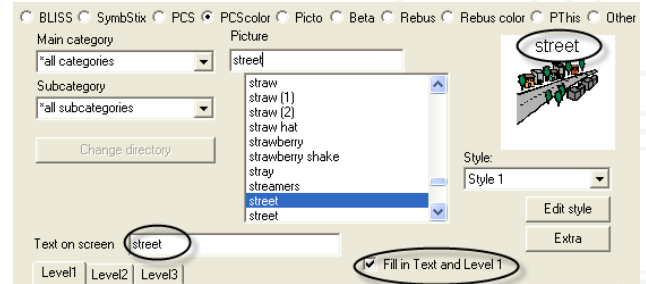 BLISS SymbStix PCS PCScolor Picto Beta Rebus Rebus color PThis Other
Main category
*all categories
Subcategory
*all subcategories
Change directory
Picture
street
straw
straw (1)
straw (2)
straw hat
strawberry
strawberry shake
stray
streamers
street
street
street
Style:
Style 1
Edit style
Extra
Text on screen street
Fill in Text and Level 1
Level1 Level2 Level3